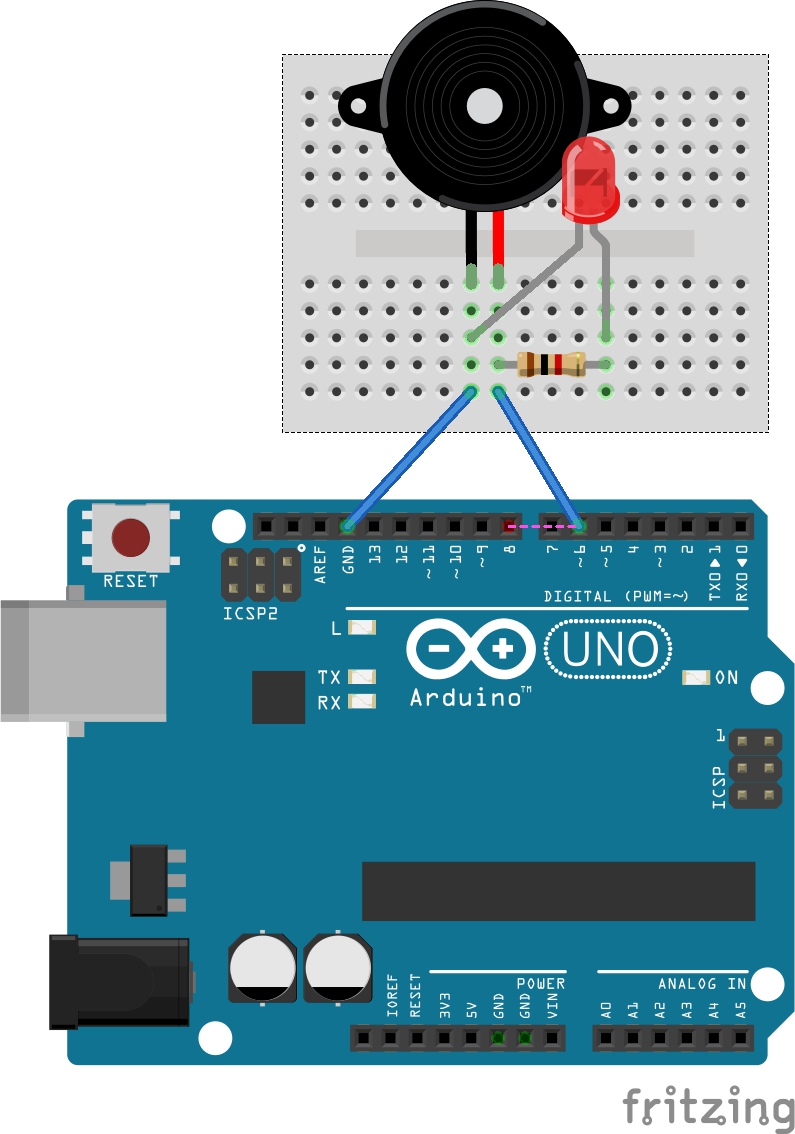 RESET
ICSP2
AREF
GND
13
12
~11
~10
~9
8
7
~6
~5
4
~3
2
TX0▶1
RX0◀0
DIGITAL (PWM=~)
L
TX
RX
UNO
Arduino™
ON
1
ICSP
IOREF
RESET
3V3
5V
GND
GND
VIN
POWER
A0
A1
A2
A3
A4
A5
ANALOG IN
fritzing